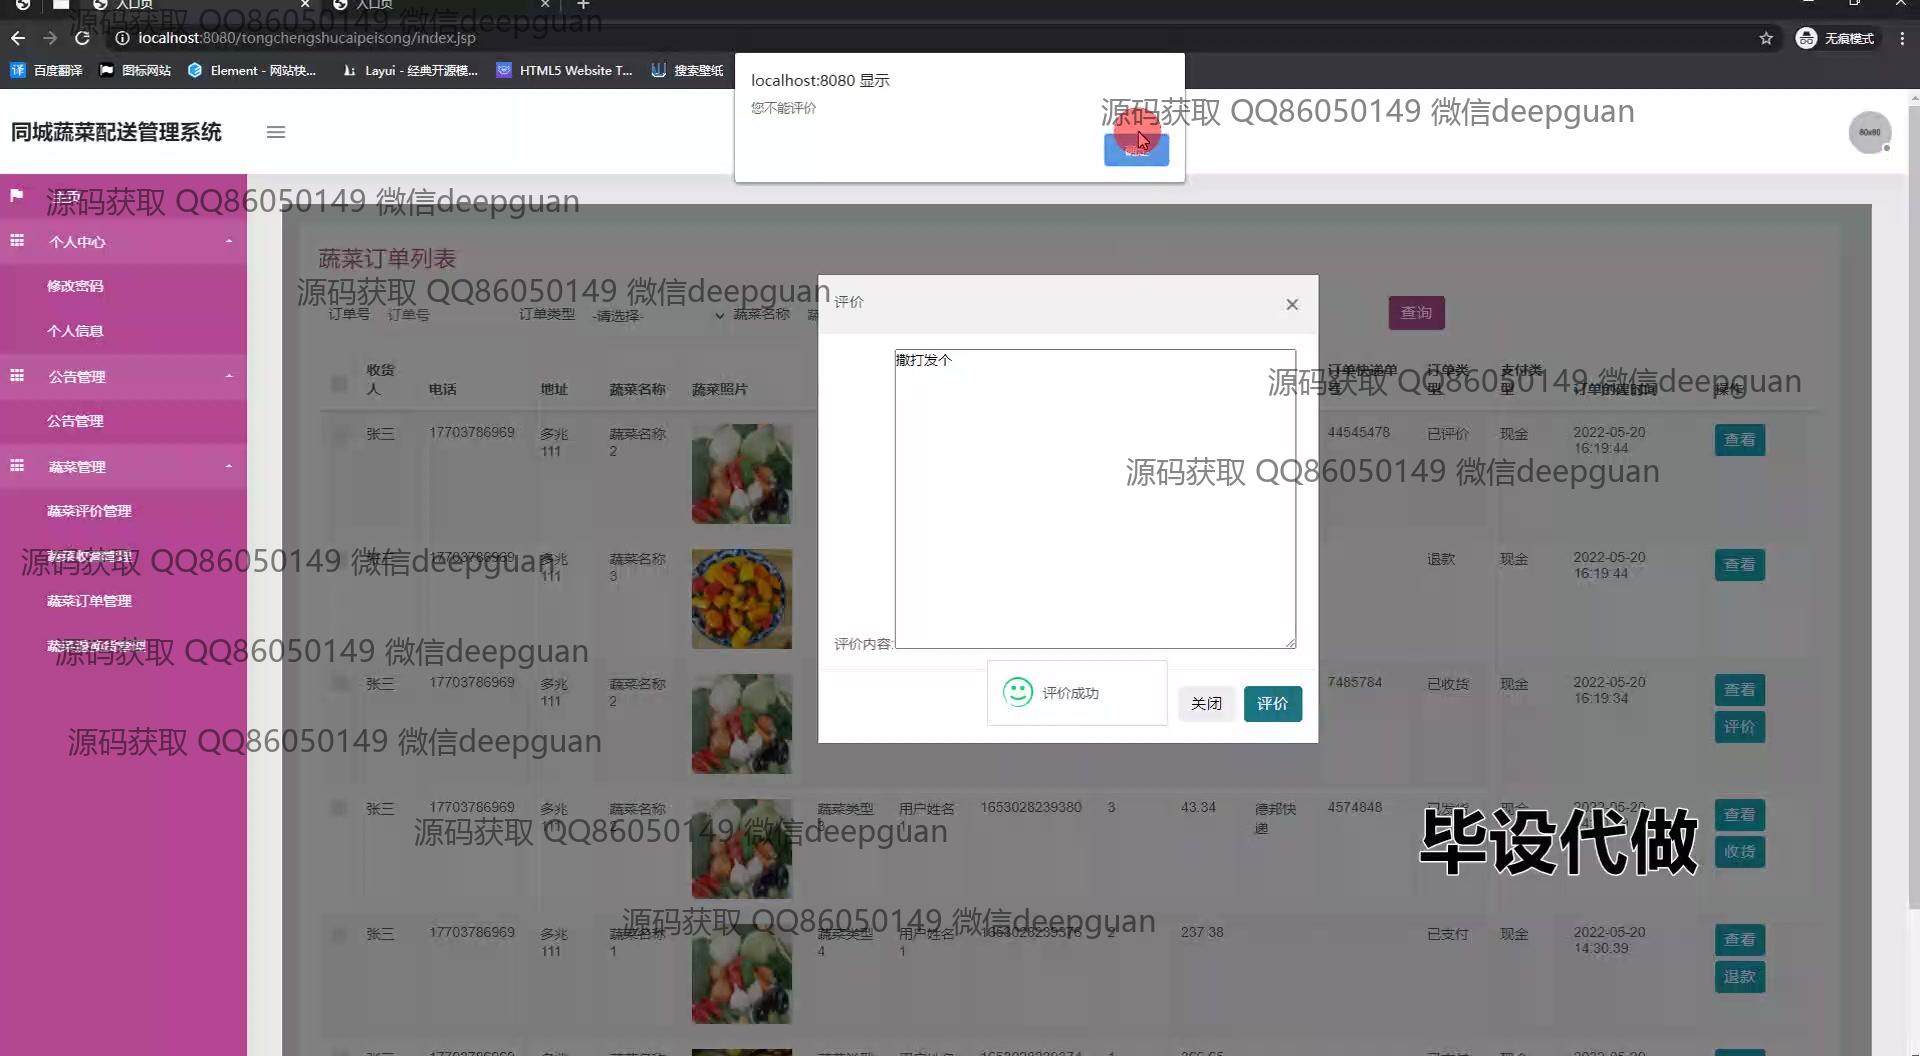 入口页
入口页
localhost:8080/tongchengshucaipeisong/index.jsp
无痕模式
译 百度翻译
图标网站
Element - 网站快...
Layui - 经典开源模...
HTML5 Website T...
搜索壁纸
localhost:8080 显示
您不能评价
源码获取 QQ86050149 微信deepguan
源码获取 QQ86050149 微信deepguan
同城蔬菜配送管理系统
80x80
主页
源码获取 QQ86050149 微信deepguan
个人中心
修改密码
个人信息
公告管理
公告管理
蔬菜管理
蔬菜评价管理
蔬菜收藏管理
源码获取 QQ86050149 微信deepguan
蔬菜订单管理
源码获取 QQ86050149 微信deepguan
源码获取 QQ86050149 微信deepguan
蔬菜订单列表
源码获取 QQ86050149 微信deepguan
订单号 订单号 订单类型 -请选择- 蔬菜名称 蔬
查询
收货人 电话 地址 蔬菜名称 蔬菜照片 订单快递单号 订单类型 支付类型 订单创建时间 操作
源码获取 QQ86050149 微信deepguan
张三 17703786969 多兆111 蔬菜名称2 44545478 已评价 现金 2022-05-20 16:19:44 查看
源码获取 QQ86050149 微信deepguan
张三 17703786969 多兆111 蔬菜名称3 退款 现金 2022-05-20 16:19:44 查看
张三 17703786969 多兆111 蔬菜名称2 7485784 已收货 现金 2022-05-20 16:19:34 查看 评价
张三 17703786969 多兆111 蔬菜名称2 蔬菜类型3 用户姓名1 1653028239380 3 43.34 德邦快递 4574848 已发货 现金 2022-05-20 查看 收货
源码获取 QQ86050149 微信deepguan
毕设代做
源码获取 QQ86050149 微信deepguan
张三 17703786969 多兆111 蔬菜名称1 蔬菜类型4 用户姓名1 1653028239376 2 237.38 已支付 现金 2022-05-20 14:30:39 查看 退款
评价
撒打发个
评价内容:
评价成功
关闭
评价